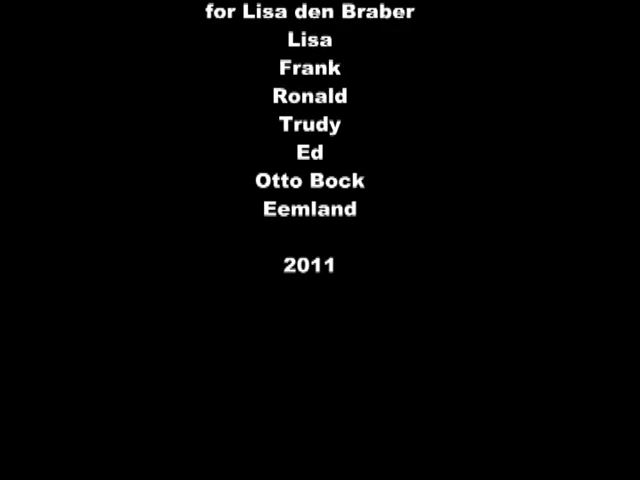 for Lisa den Braber
Lisa
Frank
Ronald
Trudy
Ed
Otto Bock
Eemland
2011